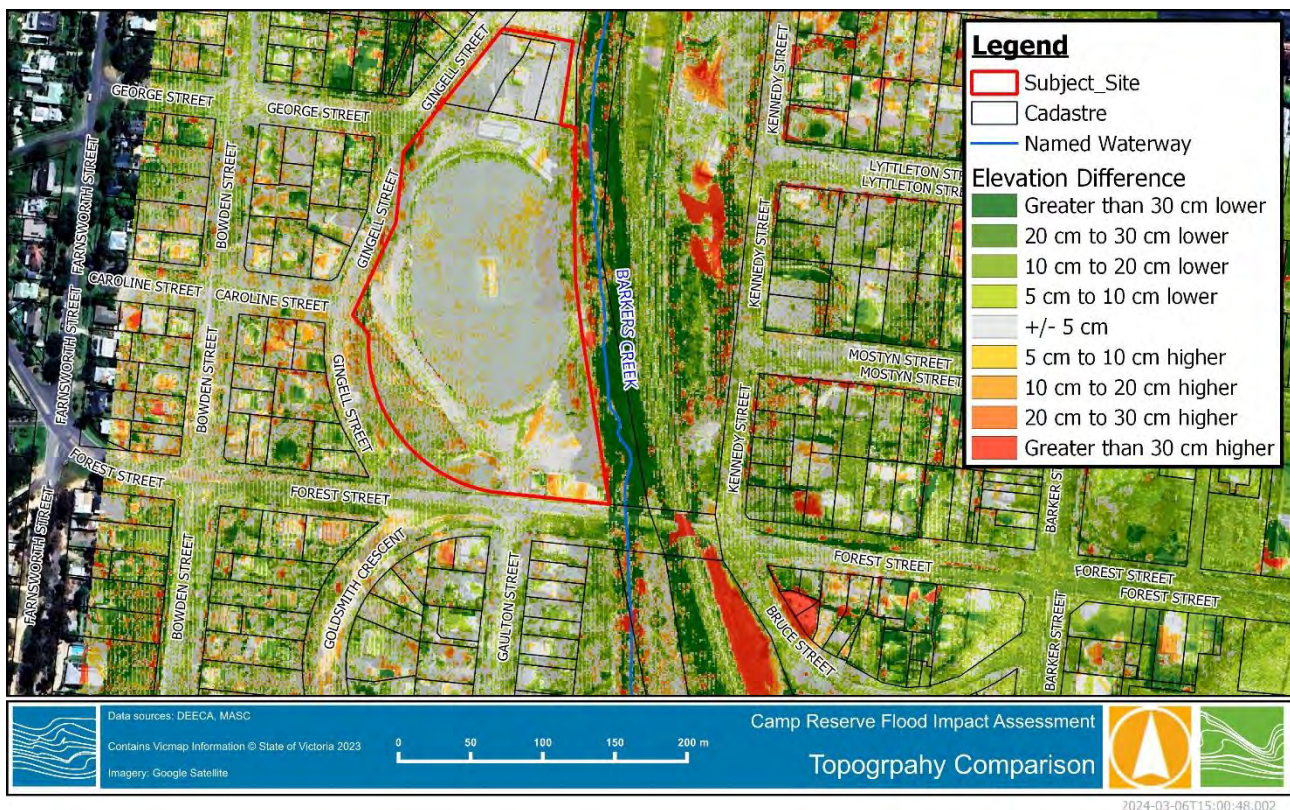 Legend
Subject_Site
Cadastre
Named Waterway
Elevation Difference
Greater than 30 cm lower
20 cm to 30 cm lower
10 cm to 20 cm lower
5 cm to 10 cm lower
+/- 5 cm
5 cm to 10 cm higher
10 cm to 20 cm higher
20 cm to 30 cm higher
Greater than 30 cm higher
GEORGE STREET
GEORGE STREET
GINGELL STREET
GINGELL STREET
GINGELL STREET
BOWDEN STREET
BOWDEN STREET
BOWDEN STREET
FARNSWORTH STREET
FARNSWORTH STREET
FARNSWORTH STREET
FARNSWORTH STREET
FARNSWORTH STREET
CAROLINE STREET
CAROLINE STREET
FOREST STREET
FOREST STREET
GOLDSMITH CRESCENT
GAULTON STREET
BARKERS CREEK
KENNEDY STREET
KENNEDY STREET
KENNEDY STREET
LYTTLETON STRE
LYTTLETON STRE
MOSTYN STREET
MOSTYN STREET
FOREST STREET
FOREST STREET
FOREST STREET
BRUCE STREET
BARKER STREET
BARKER STREET
Data sources: DEECA, MASC
Contains Vicmap Information © State of Victoria 2023
Imagery: Google Satellite
0 50 100 150 200 m
Camp Reserve Flood Impact Assessment
Topogrpahy Comparison
2024-03-06T15:00:48.002